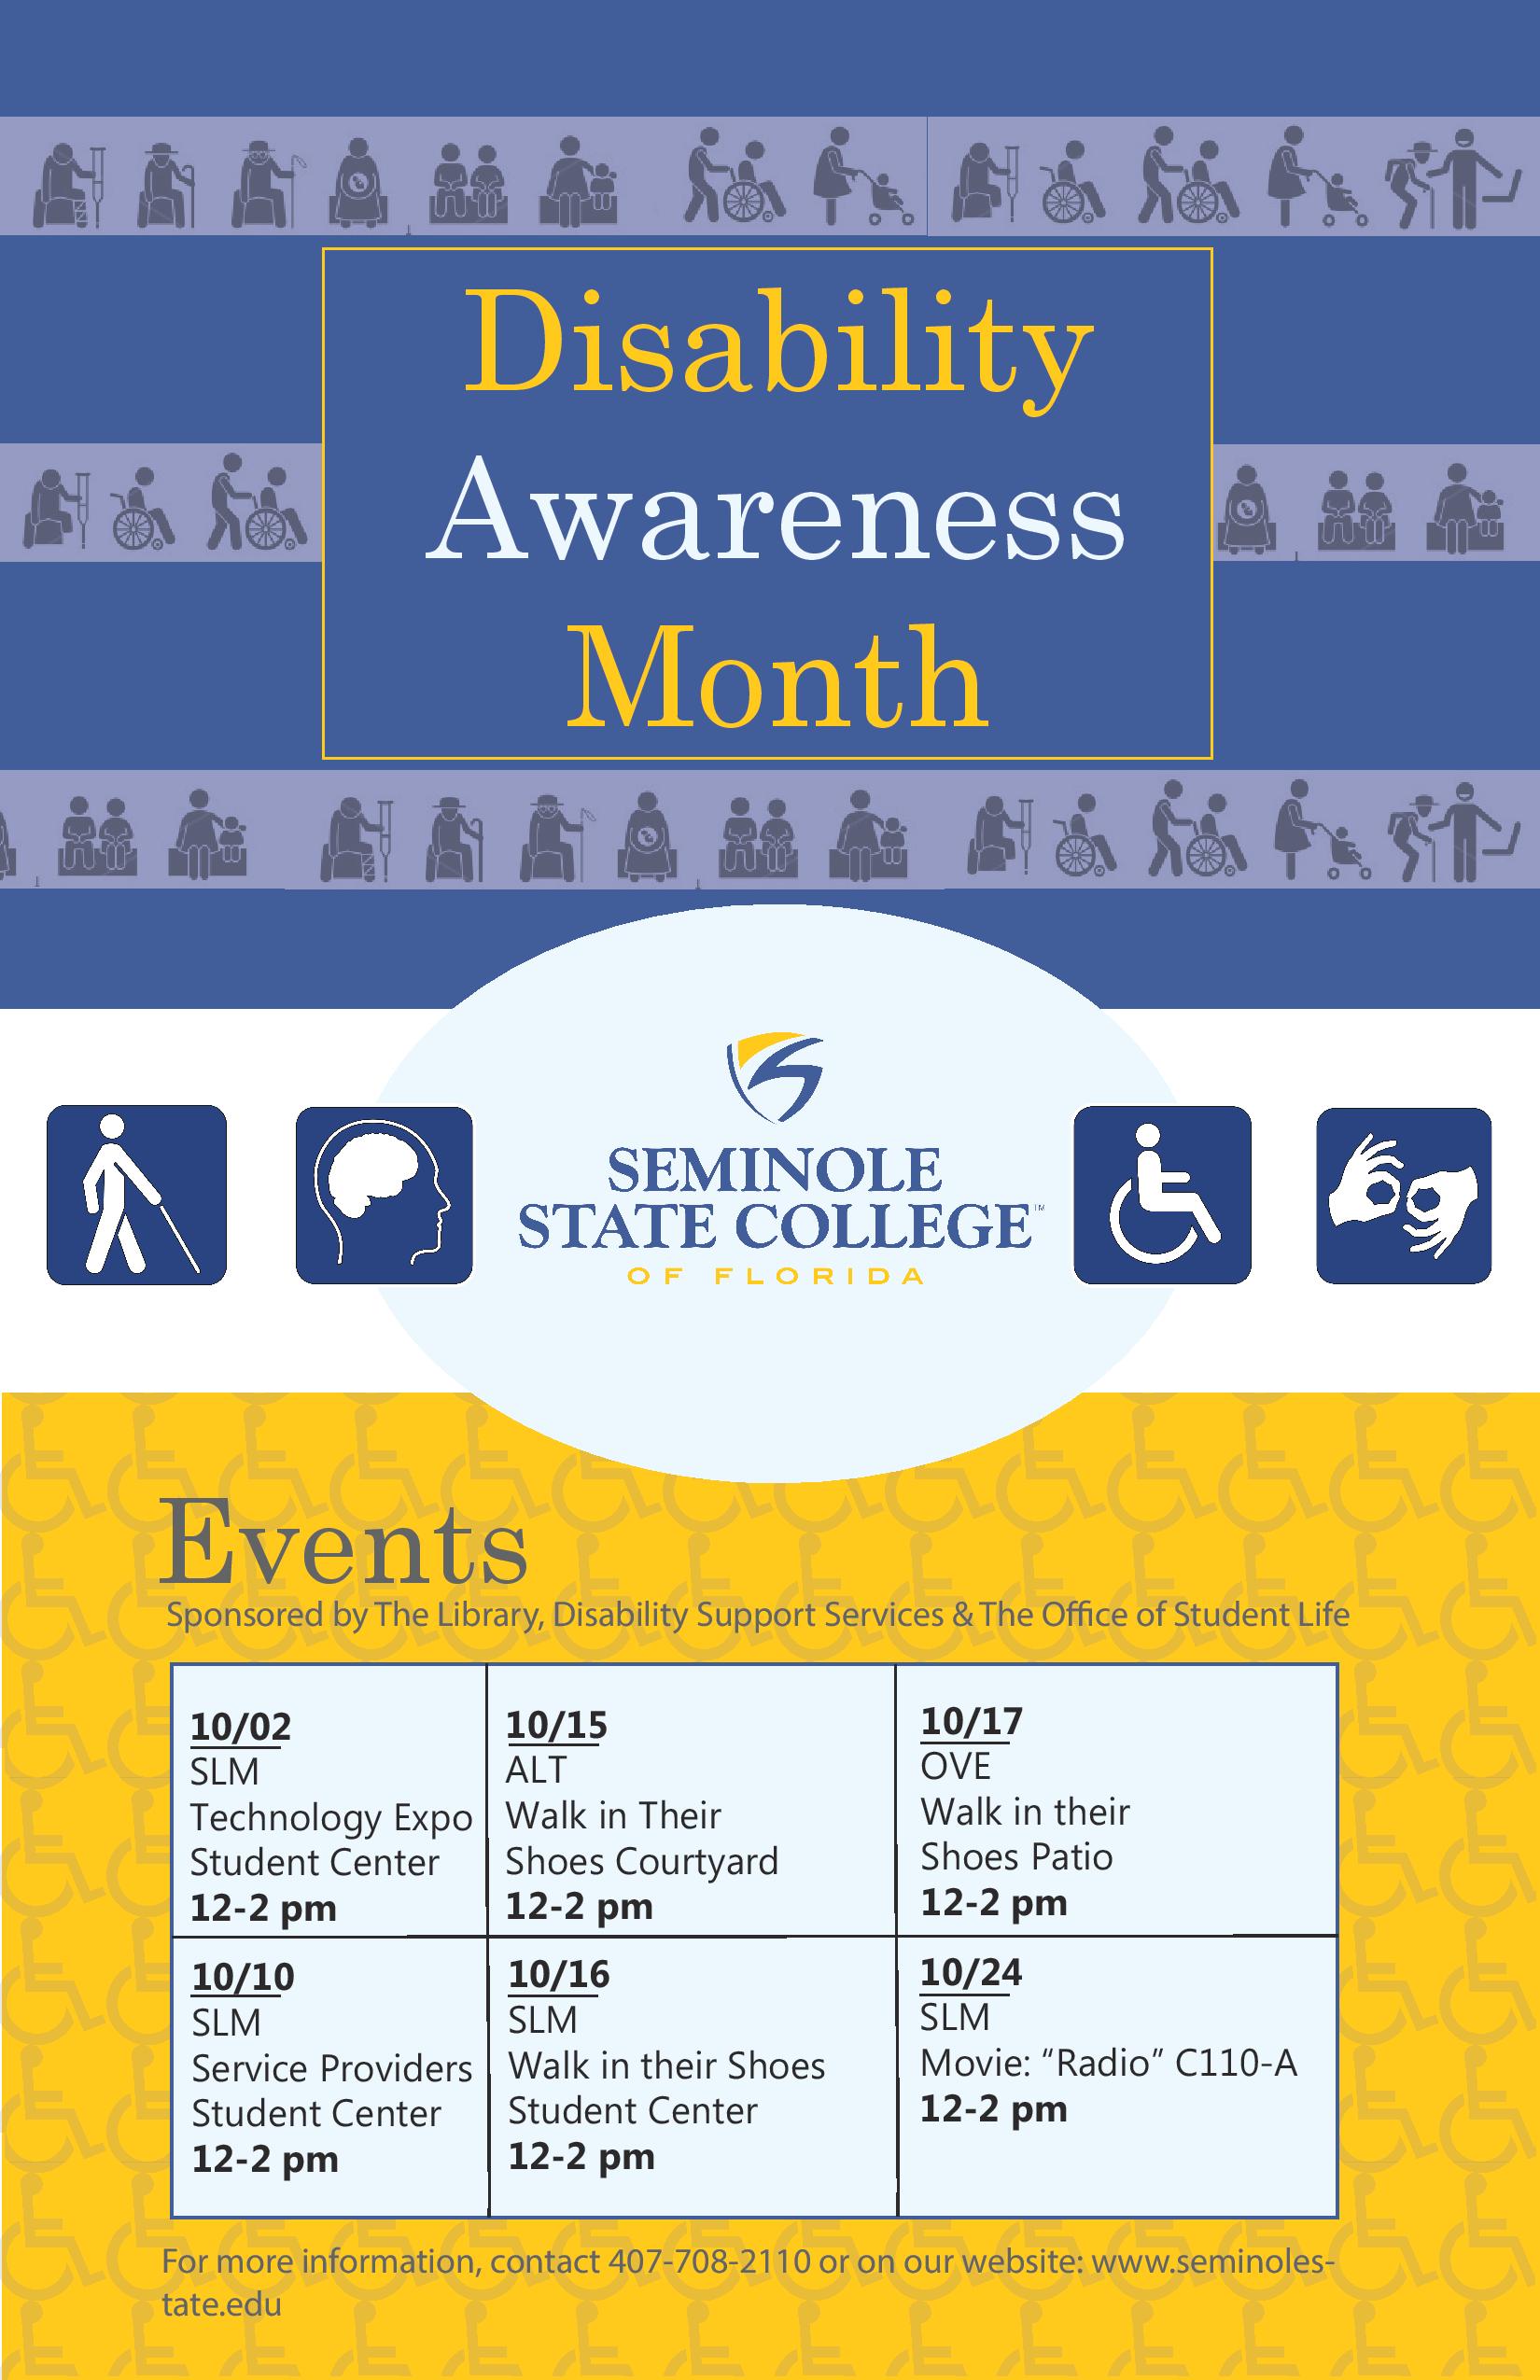 Disability
Awareness
Month
SEMINOLE
STATE COLLEGE™
OF FLORIDA
Events
Sponsored by The Library, Disability Support Services & The Office of Student Life
10/02
SLM
Technology Expo
Student Center
12-2 pm
10/15
ALT
Walk in Their
Shoes Courtyard
12-2 pm
10/17
OVE
Walk in their
Shoes Patio
12-2 pm
10/10
SLM
Service Providers
Student Center
12-2 pm
10/16
SLM
Walk in their Shoes
Student Center
12-2 pm
10/24
SLM
Movie: “Radio” C110-A
12-2 pm
For more information, contact 407-708-2110 or on our website: www.seminoles-
tate.edu